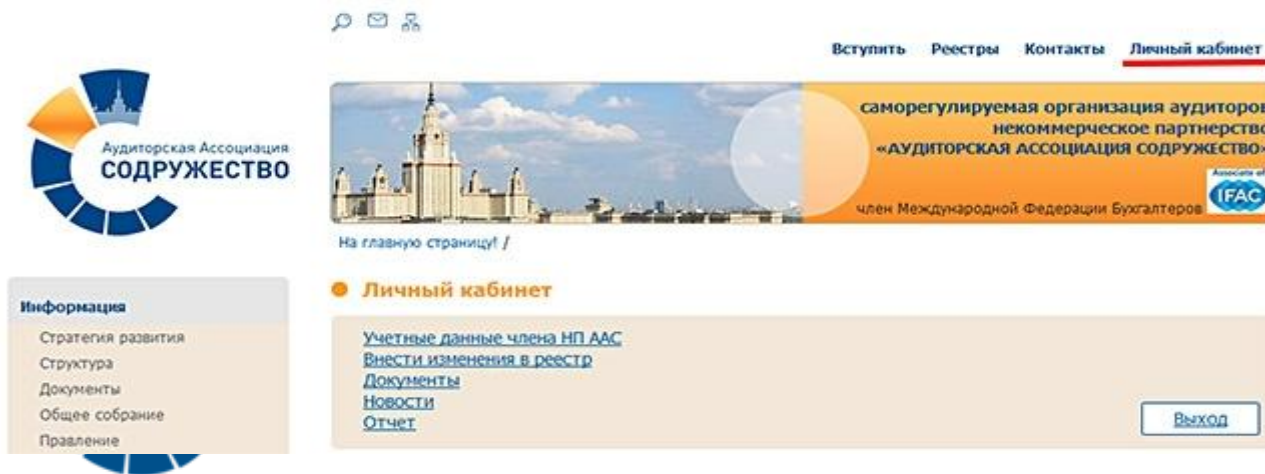 Вступить Реестры Контакты Личный кабинет
Аудиторская Ассоциация
СОДРУЖЕСТВО
саморегулируемая организация аудиторов
некоммерческое партнерство
«АУДИТОРСКАЯ АССОЦИАЦИЯ СОДРУЖЕСТВО»
Associate of
IFAC
член Международной Федерации Бухгалтеров
На главную страницу! /
Личный кабинет
Информация
Стратегия развития
Структура
Документы
Общее собрание
Правление
Учетные данные члена НП ААС
Внести изменения в реестр
Документы
Новости
Отчет
Выход